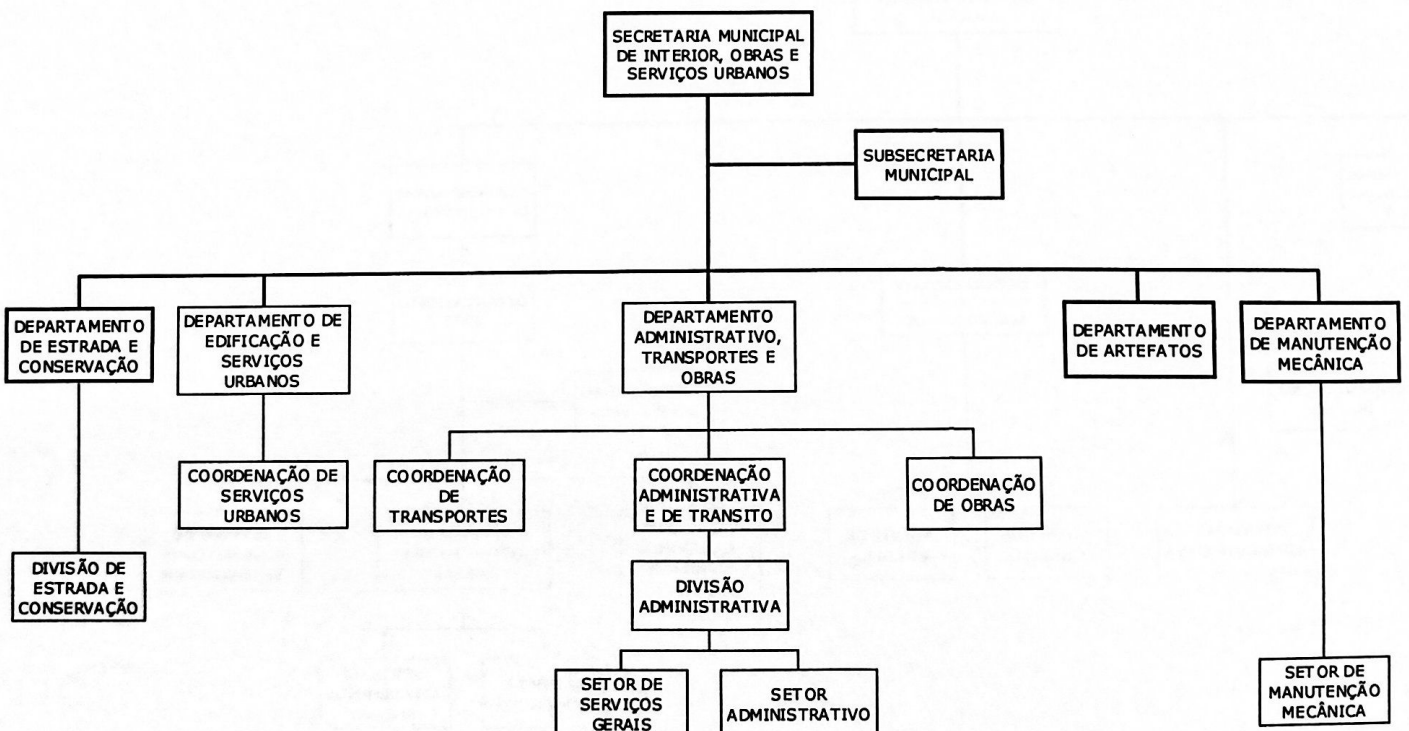 SECRETARIA MUNICIPAL
DE INTERIOR, OBRAS E
SERVIÇOS URBANOS
SUBSECRETARIA
MUNICIPAL
DEPARTAMENTO
DE ESTRADA E
CONSERVAÇÃO
DEPARTAMENTO DE
EDIFICAÇÃO E
SERVIÇOS
URBANOS
DEPARTAMENTO
ADMINISTRATIVO,
TRANSPORTES E
OBRAS
DEPARTAMENTO
DE ARTEFATOS
DEPARTAMENTO
DE MANUTENÇÃO
MECÂNICA
COORDENAÇÃO DE
SERVIÇOS
URBANOS
COORDENAÇÃO
DE
TRANSPORTES
COORDENAÇÃO
ADMINISTRATIVA
E DE TRANSITO
COORDENAÇÃO
DE OBRAS
DIVISÃO DE
ESTRADA E
CONSERVAÇÃO
DIVISÃO
ADMINISTRATIVA
SETOR DE
SERVIÇOS
GERAIS
SETOR
ADMINISTRATIVO
SETOR DE
MANUTENÇÃO
MECÂNICA